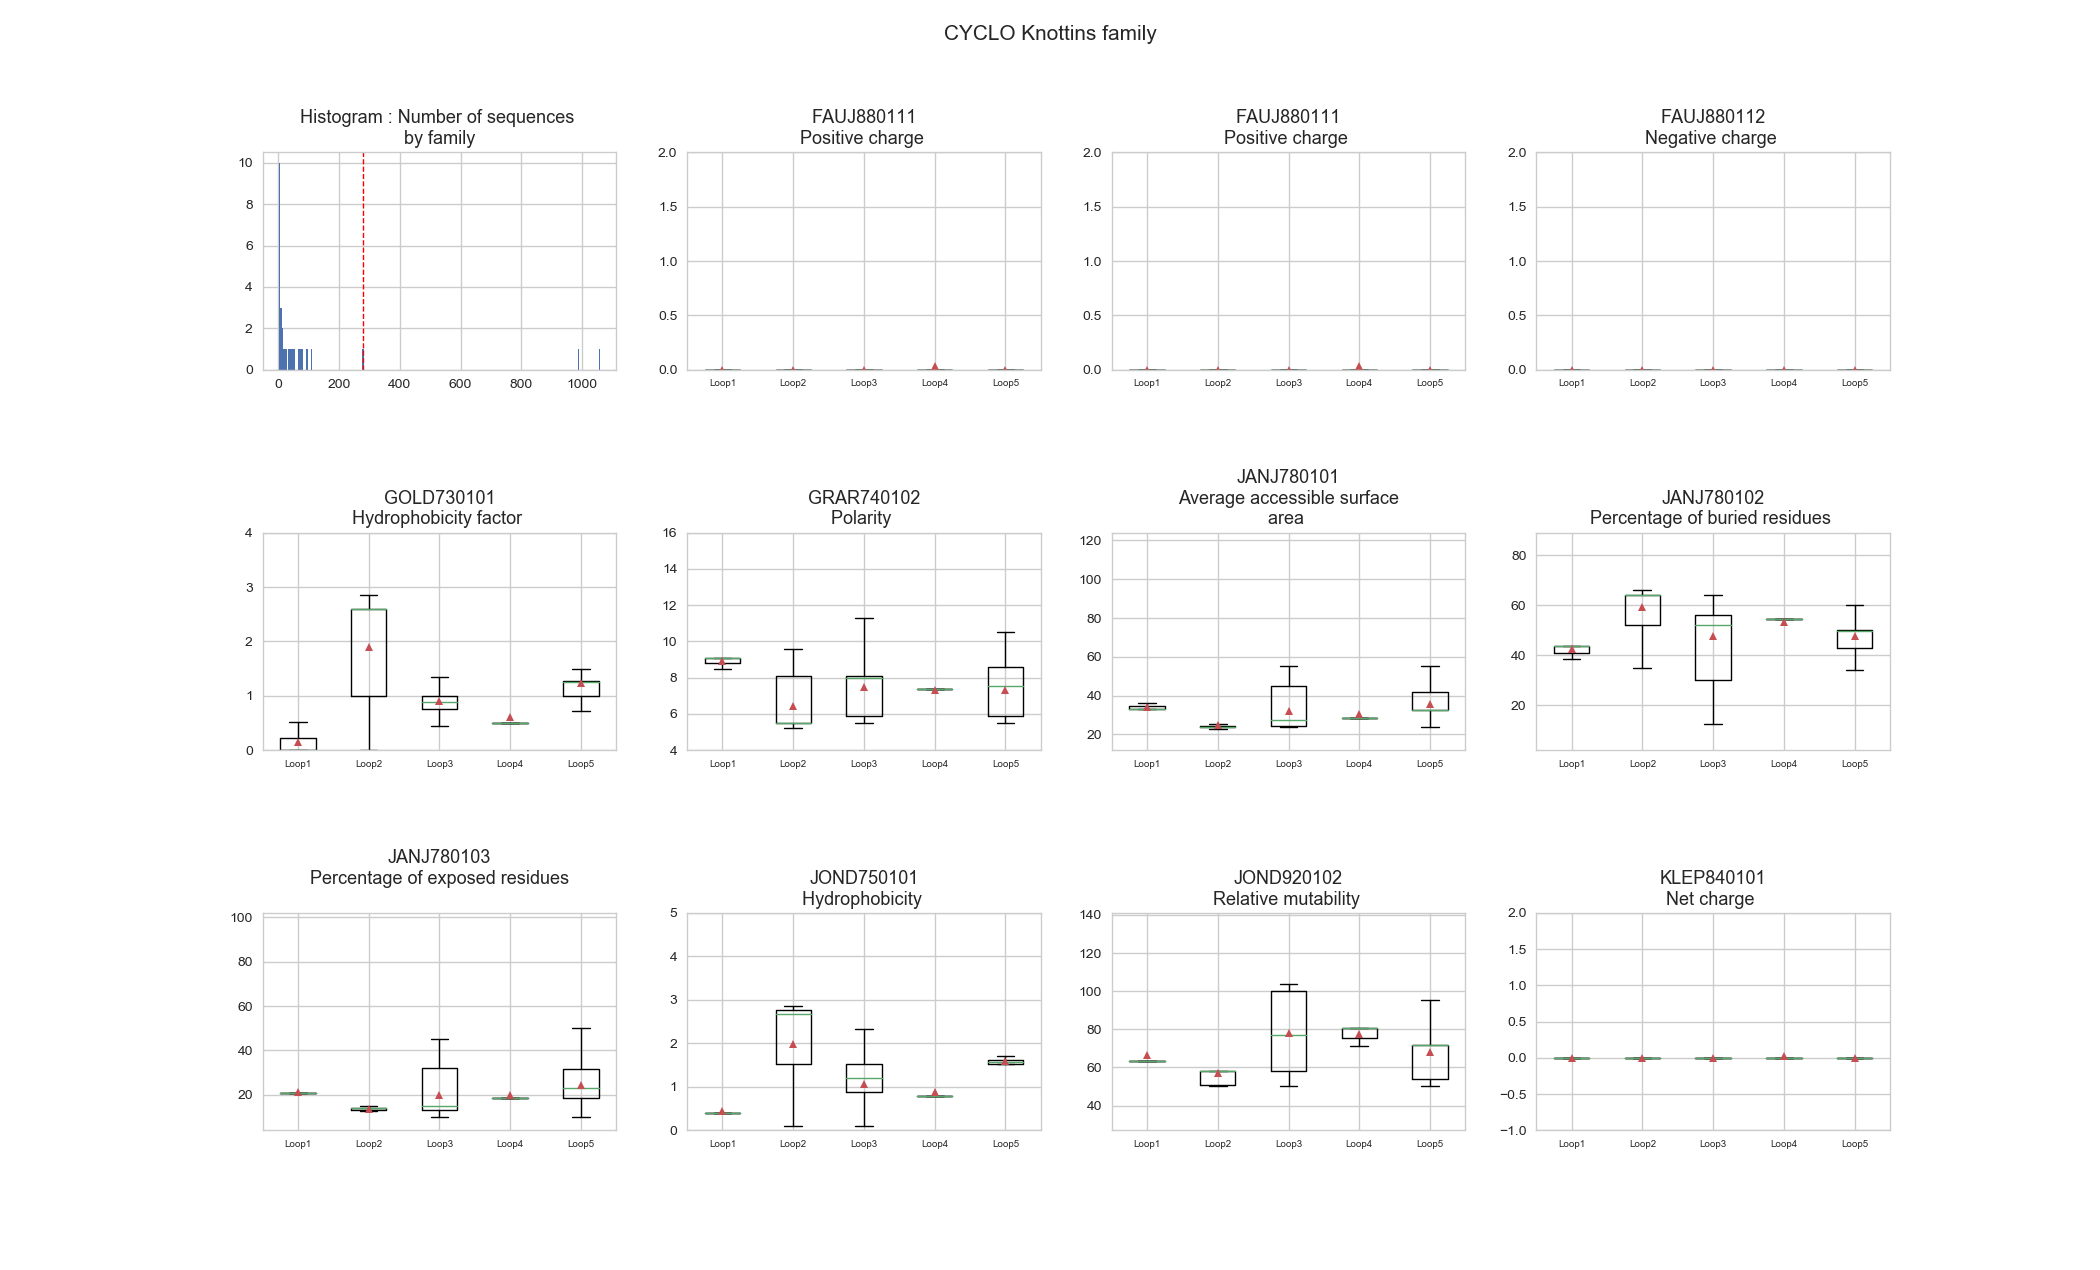 CYCLO Knottins family
Histogram : Number of sequences
by family
10
8
6
4
2
0
0 200 400 600 800 1000
FAUJ880111
Positive charge
2.0
1.5
1.0
0.5
0.0
Loop1 Loop2 Loop3 Loop4 Loop5
FAUJ880111
Positive charge
2.0
1.5
1.0
0.5
0.0
Loop1 Loop2 Loop3 Loop4 Loop5
FAUJ880112
Negative charge
2.0
1.5
1.0
0.5
0.0
Loop1 Loop2 Loop3 Loop4 Loop5
GOLD730101
Hydrophobicity factor
4
3
2
1
0
Loop1 Loop2 Loop3 Loop4 Loop5
GRAR740102
Polarity
16
14
12
10
8
6
4
Loop1 Loop2 Loop3 Loop4 Loop5
JANJ780101
Average accessible surface
area
120
100
80
60
40
20
Loop1 Loop2 Loop3 Loop4 Loop5
JANJ780102
Percentage of buried residues
80
60
40
20
Loop1 Loop2 Loop3 Loop4 Loop5
JANJ780103
Percentage of exposed residues
100
80
60
40
20
Loop1 Loop2 Loop3 Loop4 Loop5
JOND750101
Hydrophobicity
5
4
3
2
1
0
Loop1 Loop2 Loop3 Loop4 Loop5
JOND920102
Relative mutability
140
120
100
80
60
40
Loop1 Loop2 Loop3 Loop4 Loop5
KLEP840101
Net charge
2.0
1.5
1.0
0.5
0.0
−0.5
−1.0
Loop1 Loop2 Loop3 Loop4 Loop5